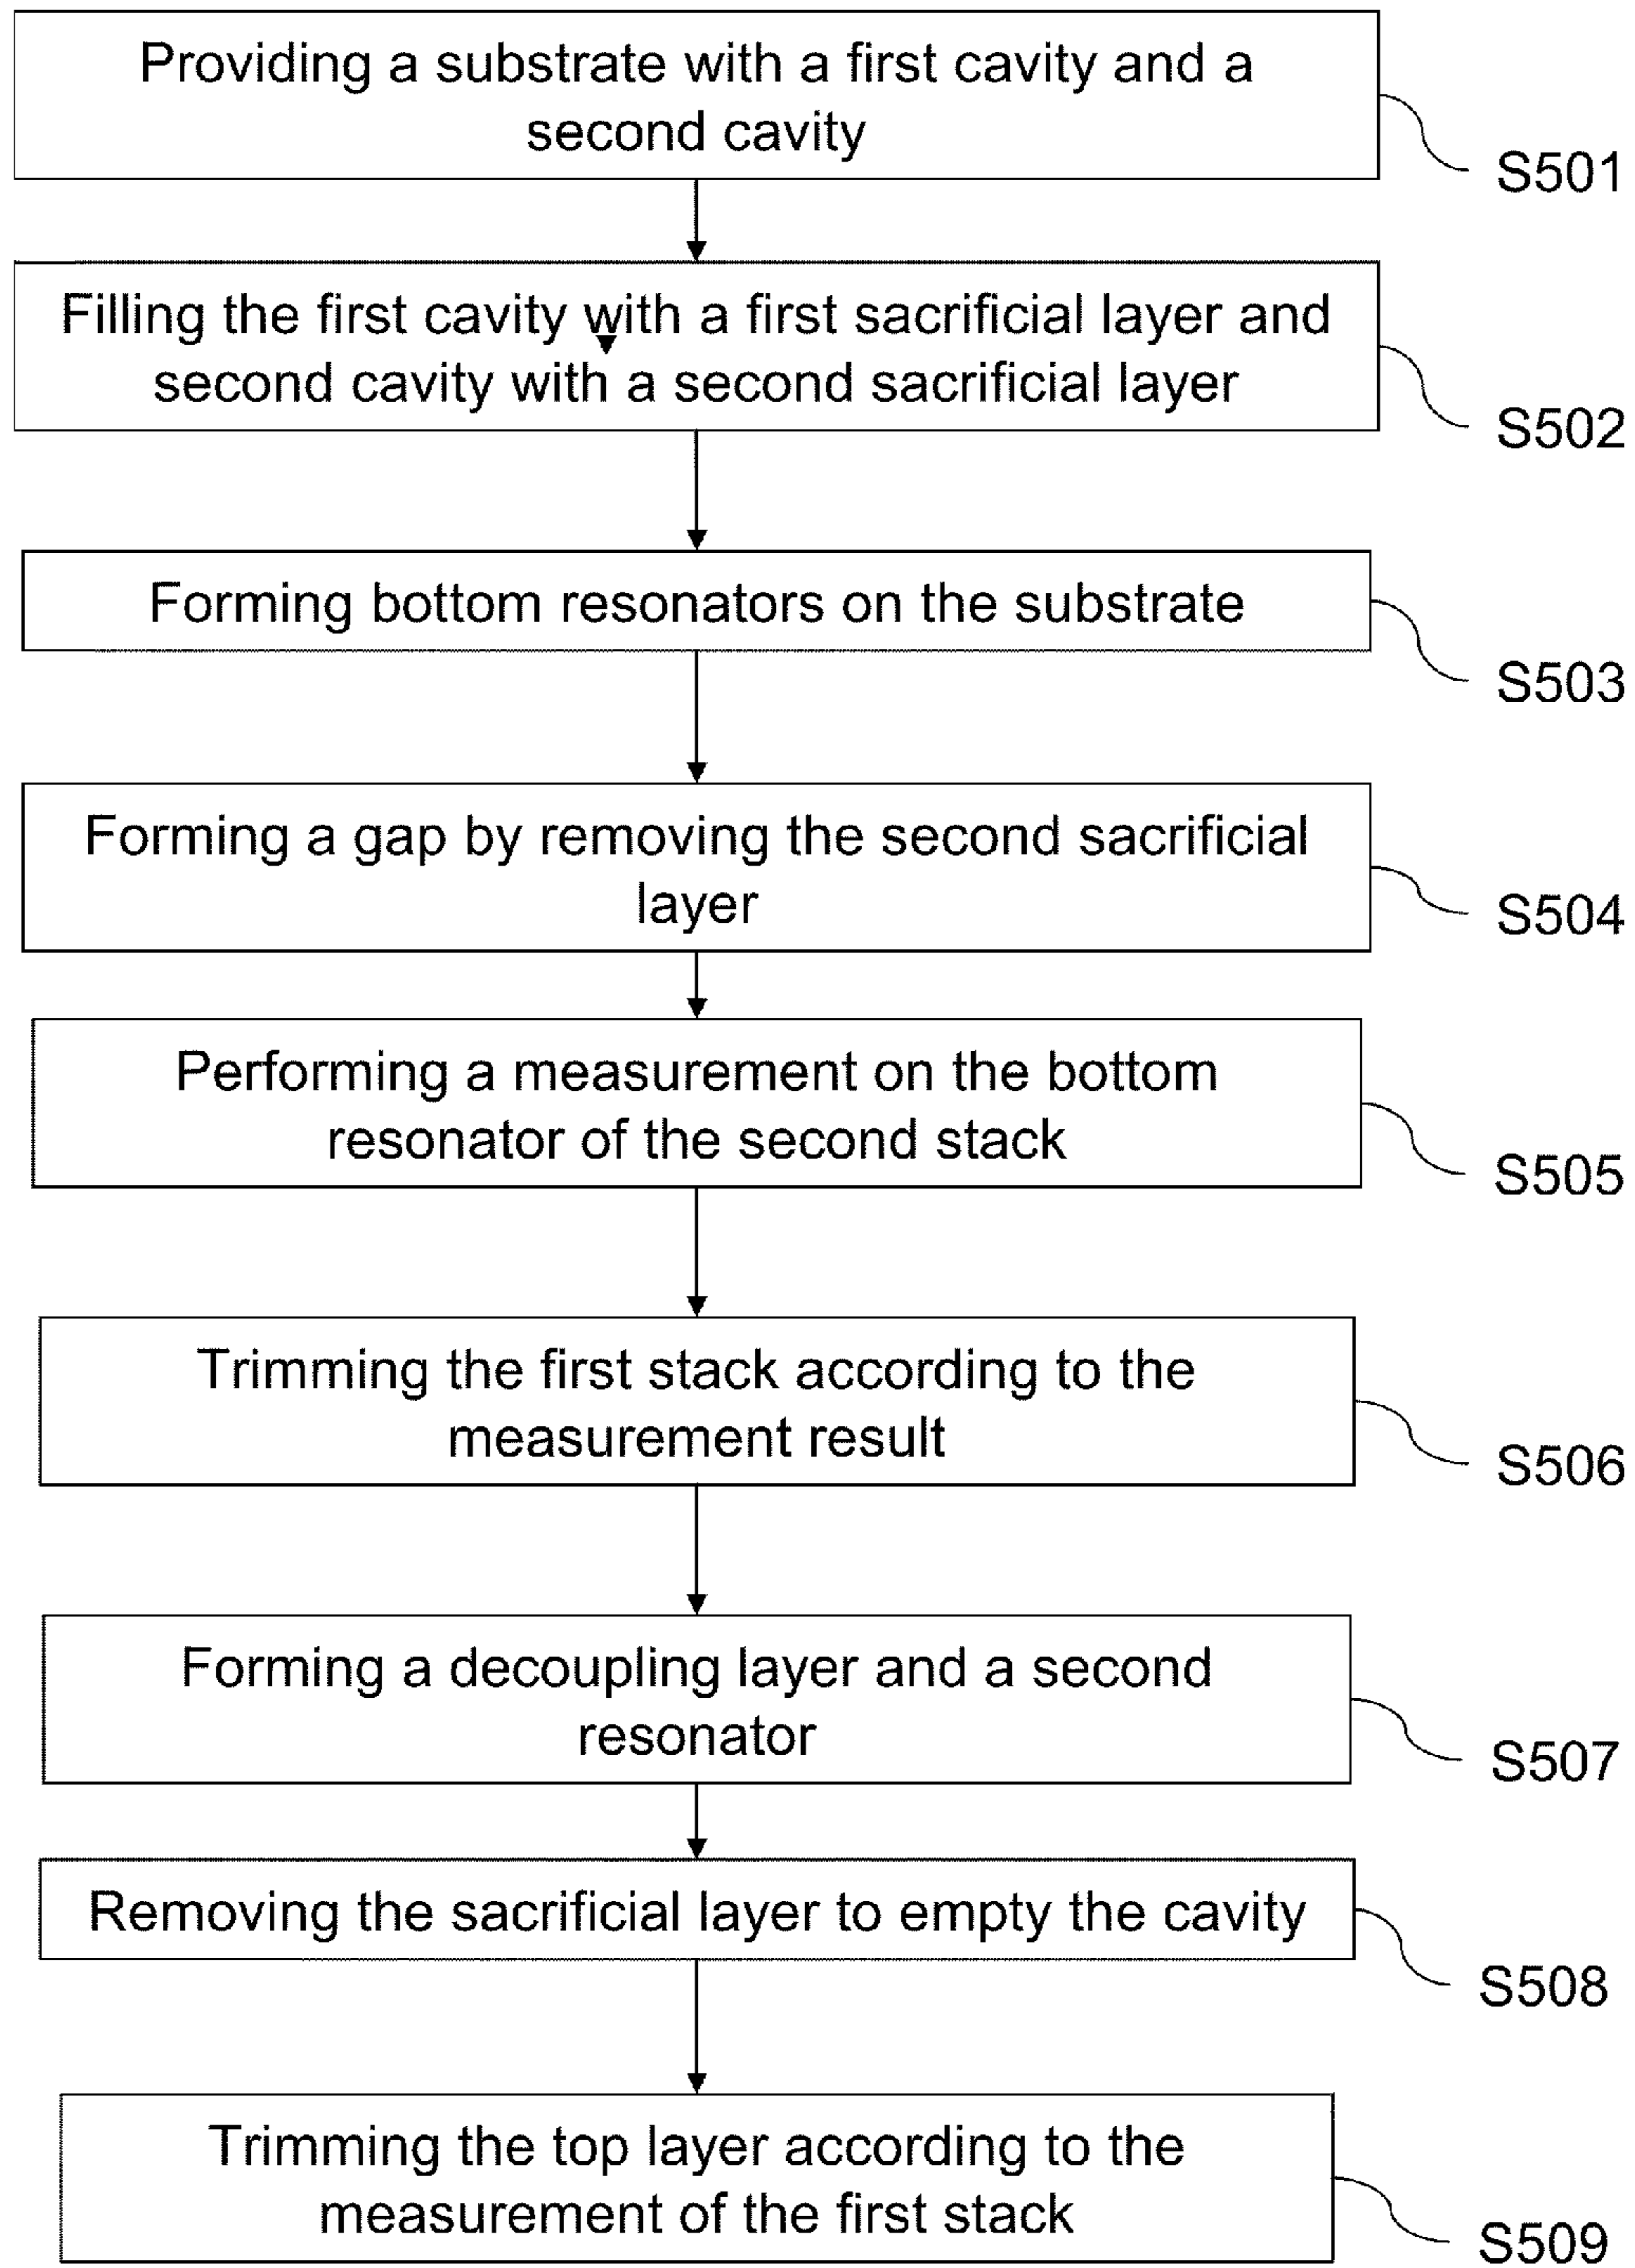 Providing a substrate with a first cavity and a
second cavity
S501
Filling the first cavity with a first sacrificial layer and
second cavity with a second sacrificial layer
S502
Forming bottom resonators on the substrate
S503
Forming a gap by removing the second sacrificial
layer
S504
Performing a measurement on the bottom
resonator of the second stack
S505
Trimming the first stack according to the
measurement result
S506
Forming a decoupling layer and a second
resonator
S507
Removing the sacrificial layer to empty the cavity
S508
Trimming the top layer according to the
measurement of the first stack
S509